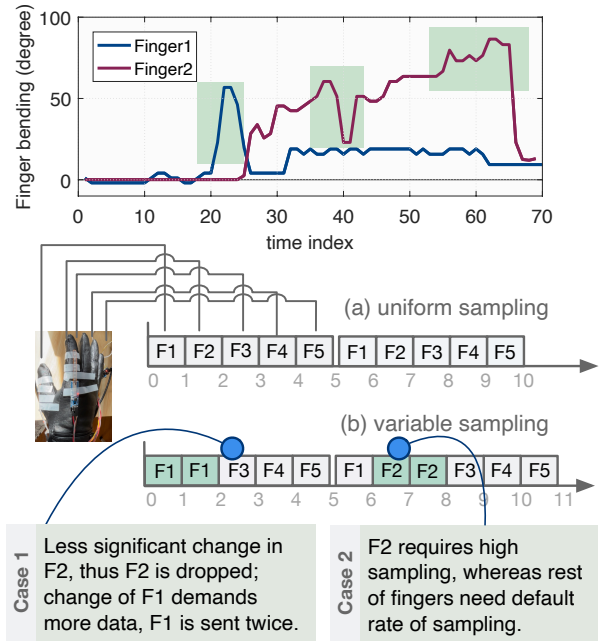 100
Finger1
Finger2
50
0
Finger bending (degree)
0 10 20 30 40 50 60 70
time index
(a) uniform sampling
F1 F2 F3 F4 F5 F1 F2 F3 F4 F5
0 1 2 3 4 5 6 7 8 9 10
(b) variable sampling
F1 F1 F3 F4 F5 F1 F2 F2 F3 F4 F5
0 1 2 3 4 5 6 7 8 9 10 11
Case 1
Less significant change in
F2, thus F2 is dropped;
change of F1 demands
more data, F1 is sent twice.
Case 2
F2 requires high
sampling, whereas rest
of fingers need default
rate of sampling.